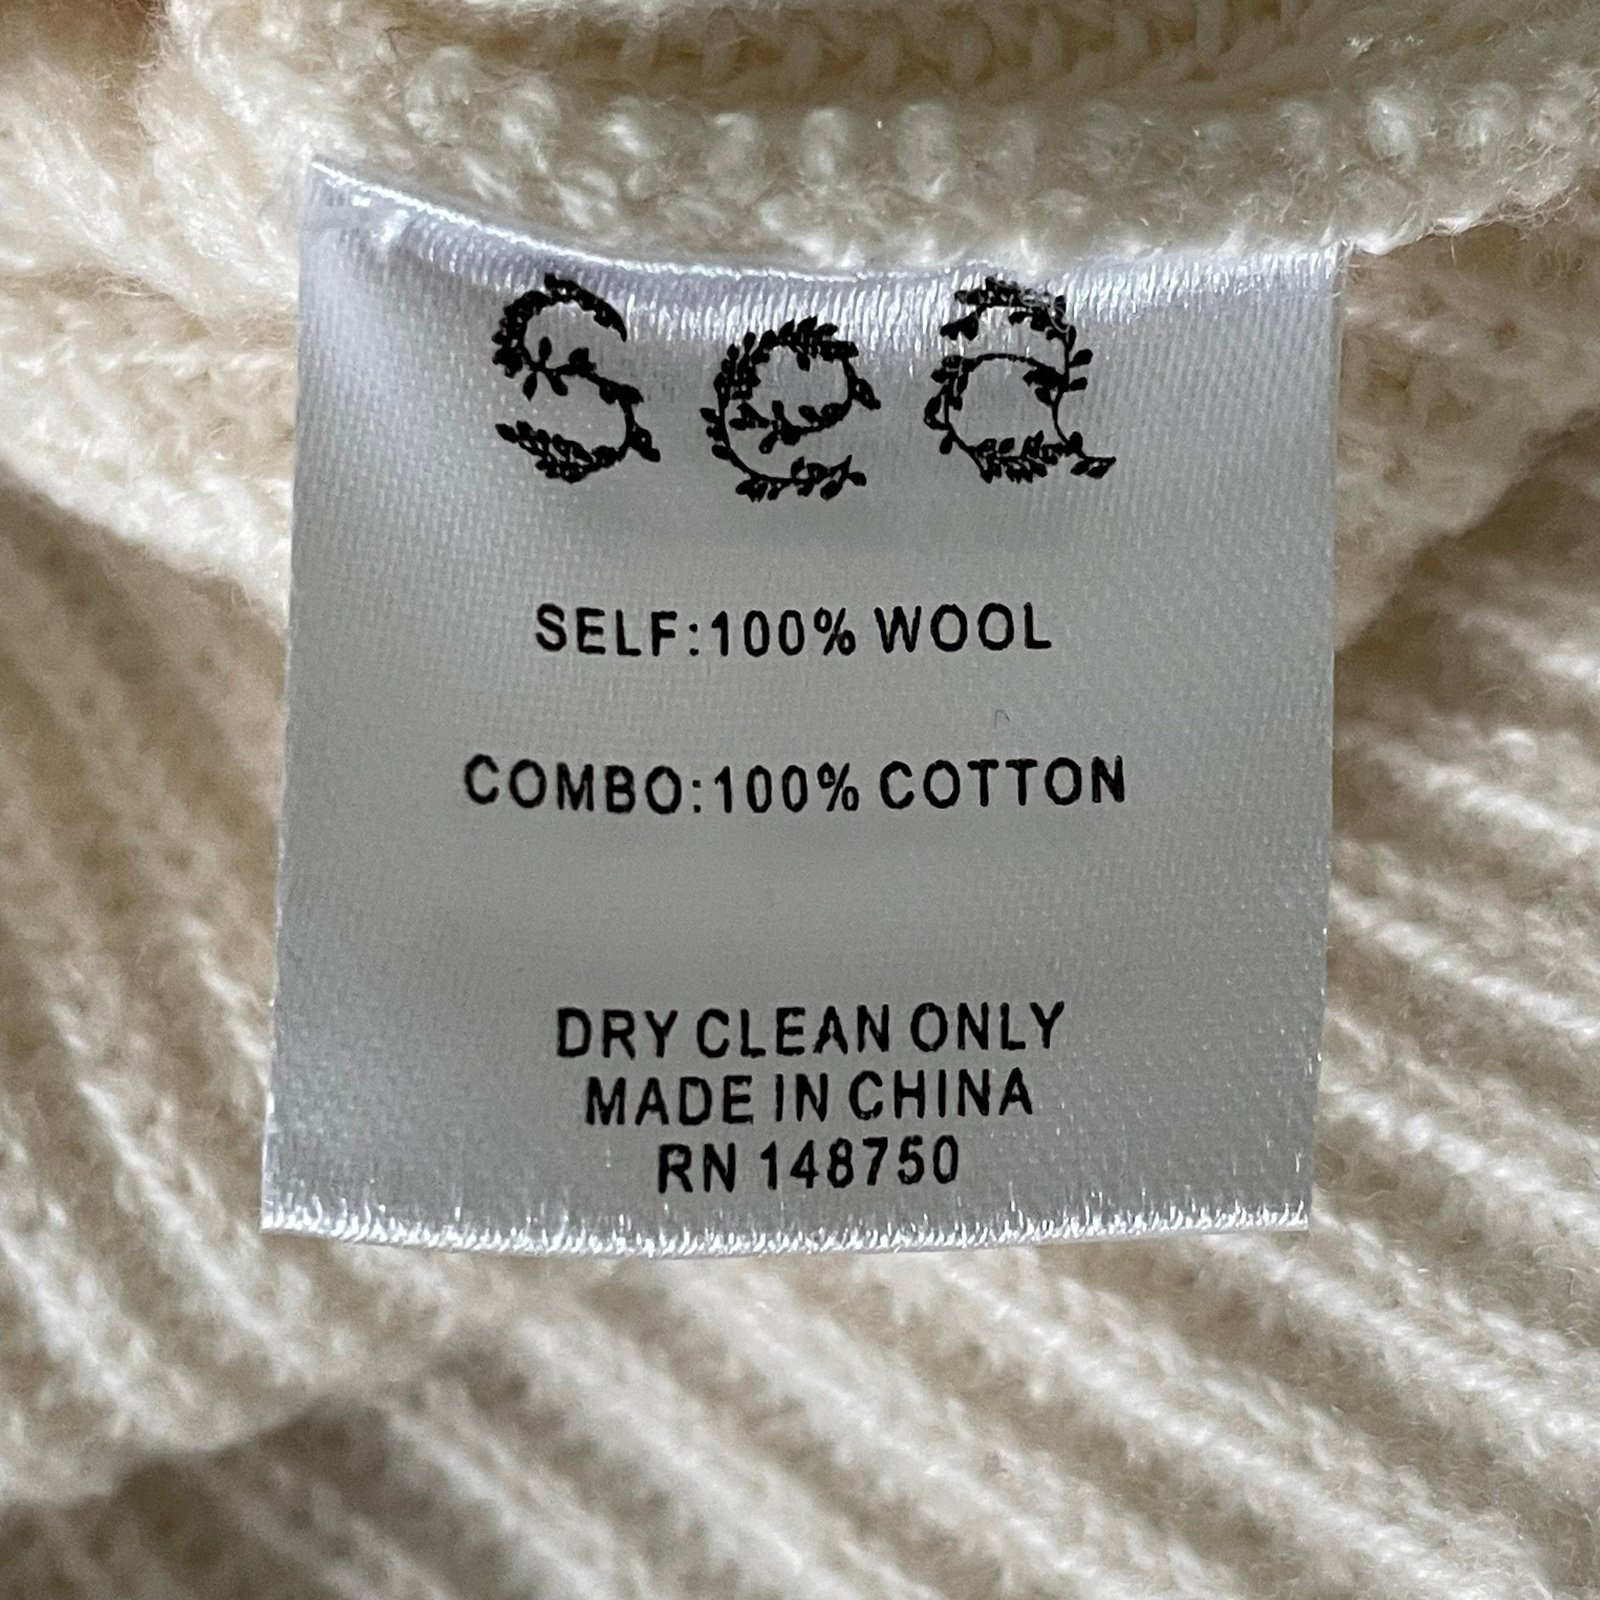 Sea
SELF:100% WOOL
COMBO:100% COTTON
DRY CLEAN ONLY
MADE IN CHINA
RN 148750